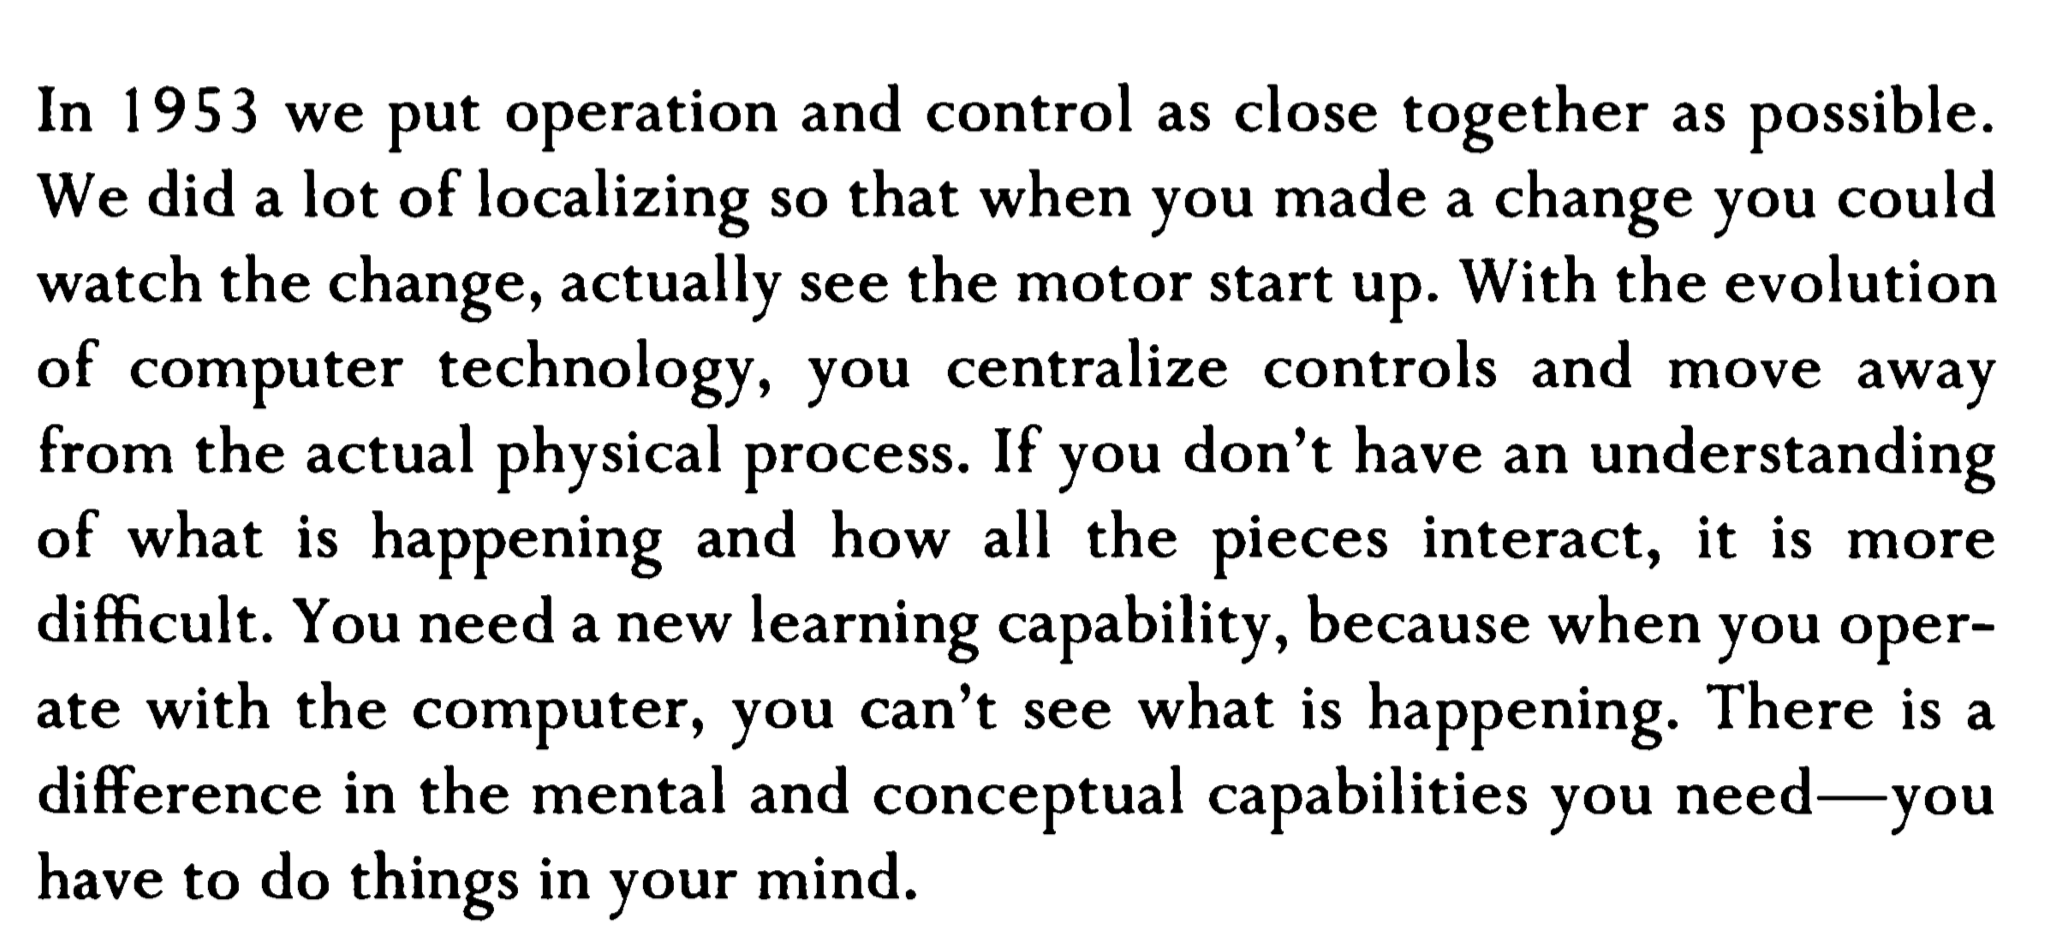 In 1953 we put operation and control as close together as possible.
We did a lot of localizing so that when you made a change you could
watch the change, actually see the motor start up. With the evolution
of computer technology, you centralize controls and move away
from the actual physical process. If you don’t have an understanding
of what is happening and how all the pieces interact, it is more
difficult. You need a new learning capability, because when you oper-
ate with the computer, you can’t see what is happening. There is a
difference in the mental and conceptual capabilities you need—you
have to do things in your mind.